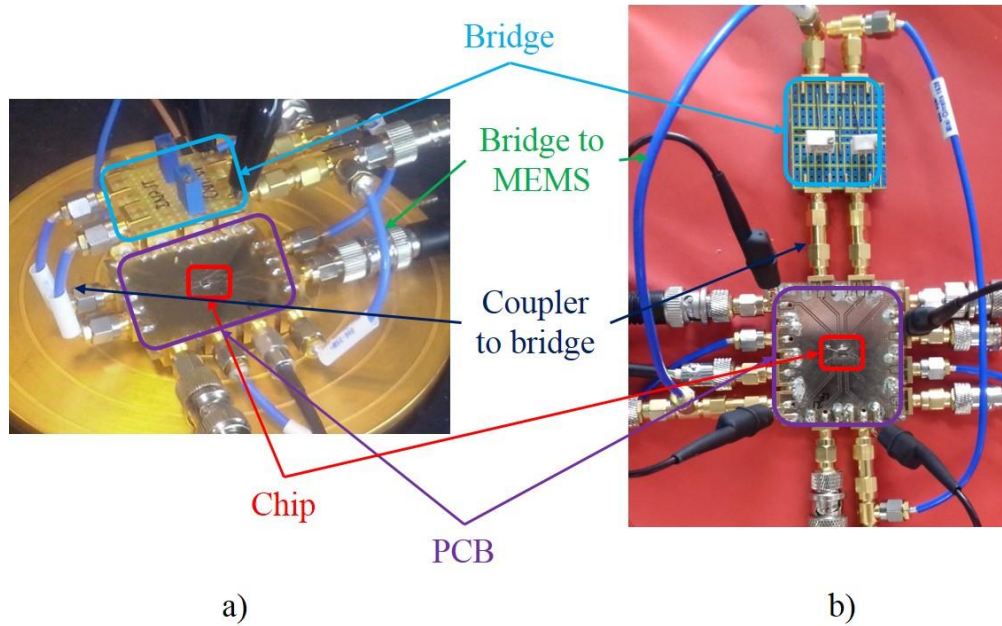 Bridge
Bridge to
MEMS
Coupler
to bridge
Chip
PCB
a)
b)